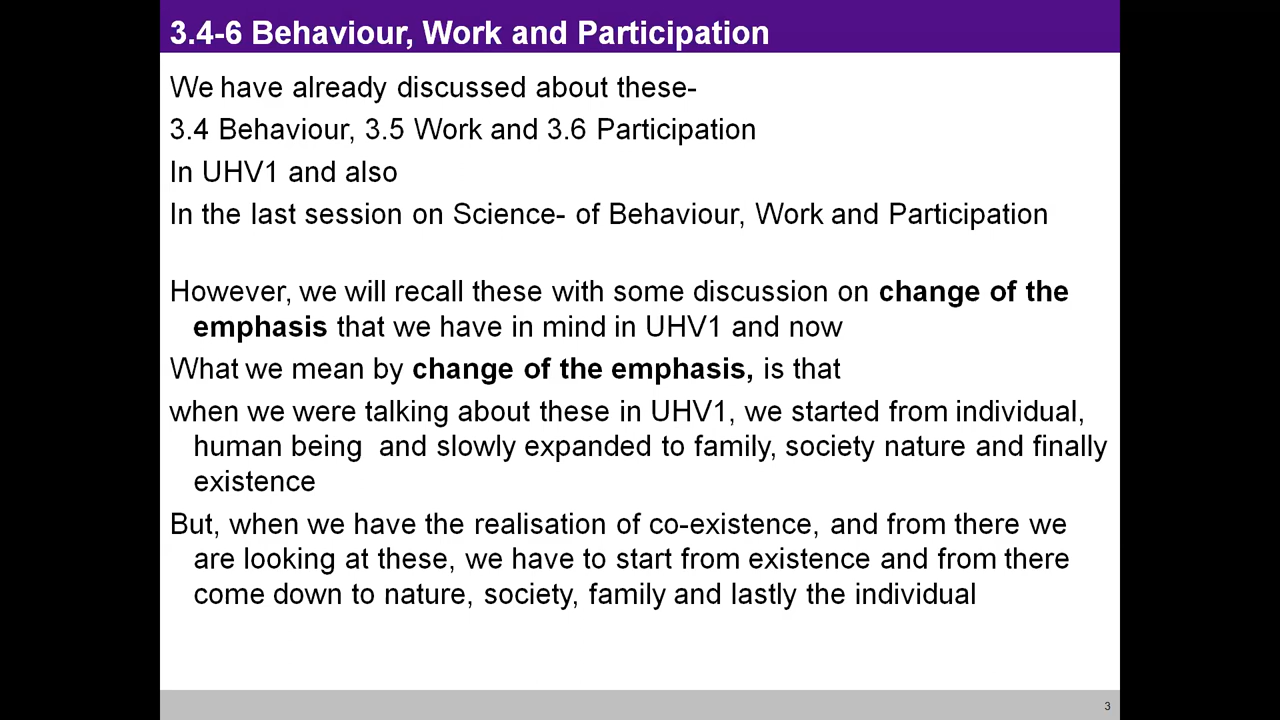 3.4-6 Behaviour, Work and Participation
We have already discussed about these-
3.4 Behaviour, 3.5 Work and 3.6 Participation
In UHV1 and also
In the last session on Science- of Behaviour, Work and Participation
However, we will recall these with some discussion on change of the
emphasis that we have in mind in UHV1 and now
What we mean by change of the emphasis, is that
when we were talking about these in UHV1, we started from individual,
human being  and slowly expanded to family, society nature and finally
existence
But, when we have the realisation of co-existence, and from there we
are looking at these, we have to start from existence and from there
come down to nature, society, family and lastly the individual
3